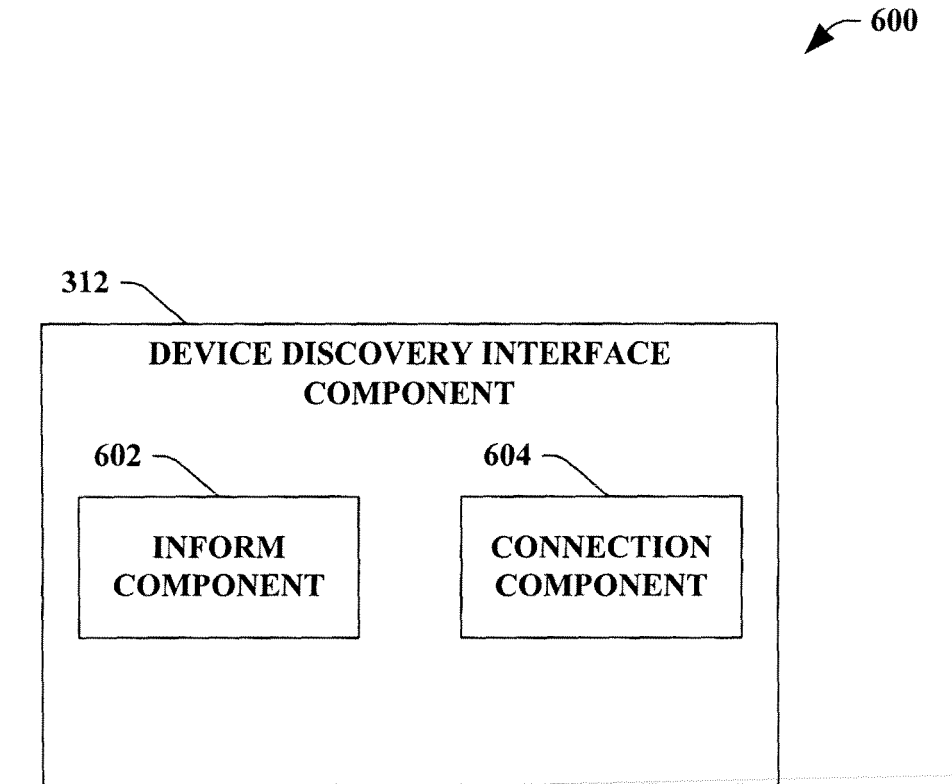 600
312
DEVICE DISCOVERY INTERFACE
COMPONENT
602
604
INFORM
COMPONENT
CONNECTION
COMPONENT